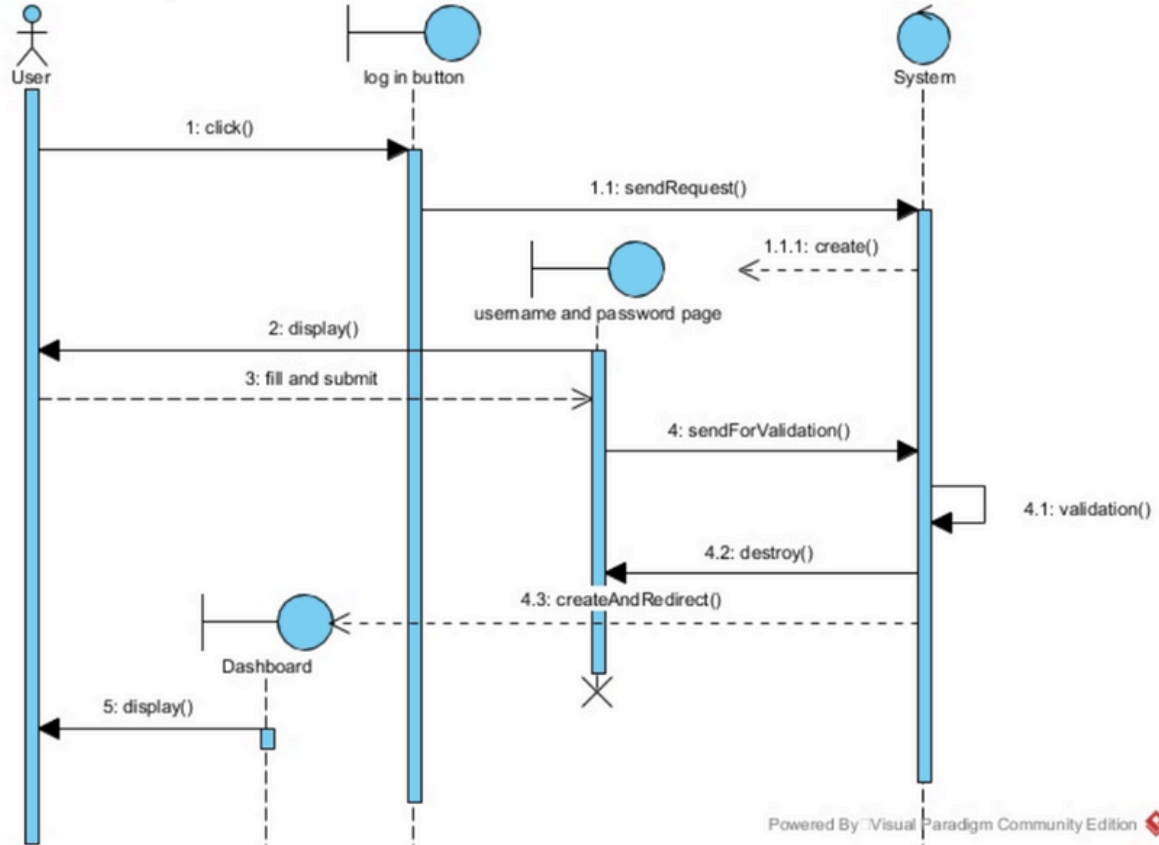 User
log in button
System
1: click()
1.1: sendRequest()
1.1.1: create()
username and password page
2: display()
3: fill and submit
4: sendForValidation()
4.1: validation()
4.2: destroy()
4.3: createAndRedirect()
Dashboard
5: display()
Powered By Visual Paradigm Community Edition